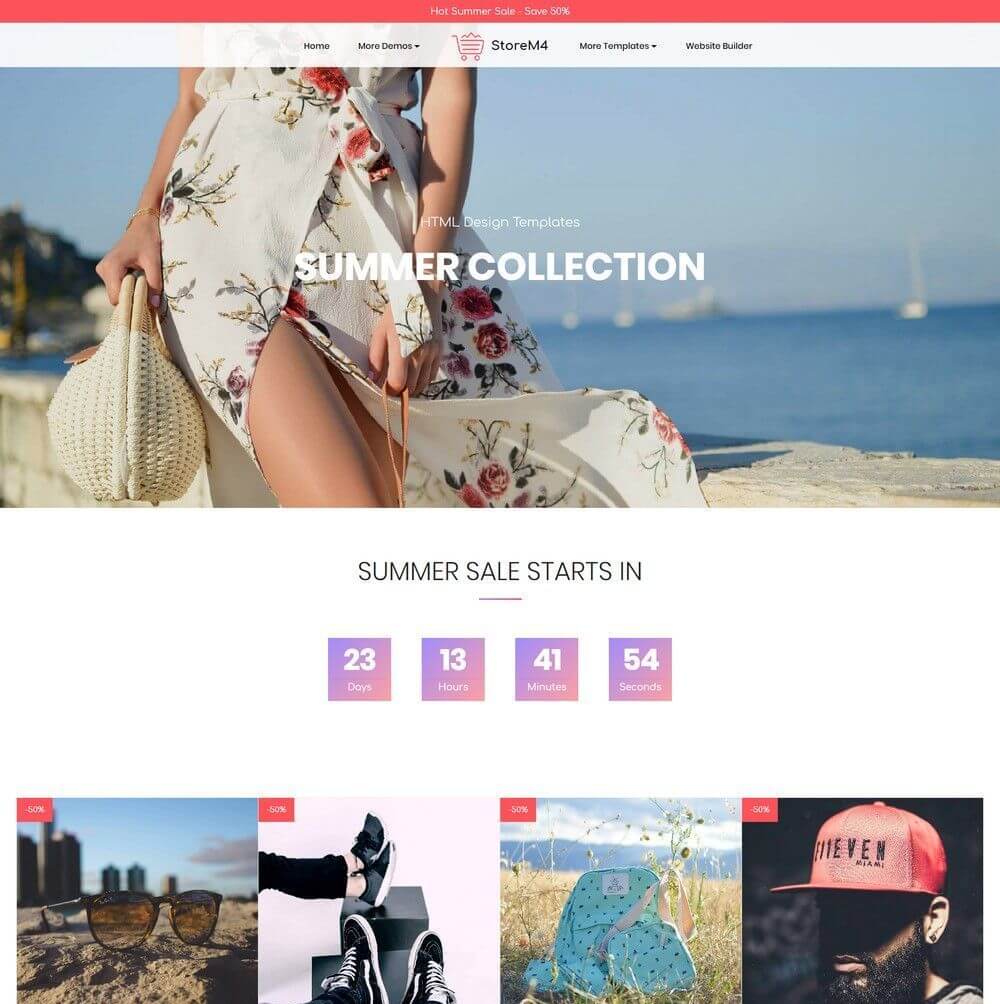 Hot Summer Sale - Save 50%
Home More Demos StoreM4 More Templates Website Builder
HTML Design Templates
SUMMER COLLECTION
SUMMER SALE STARTS IN
23 13 41 54
Days Hours Minutes Seconds
-50% -50% -50% -50%
MIAMI